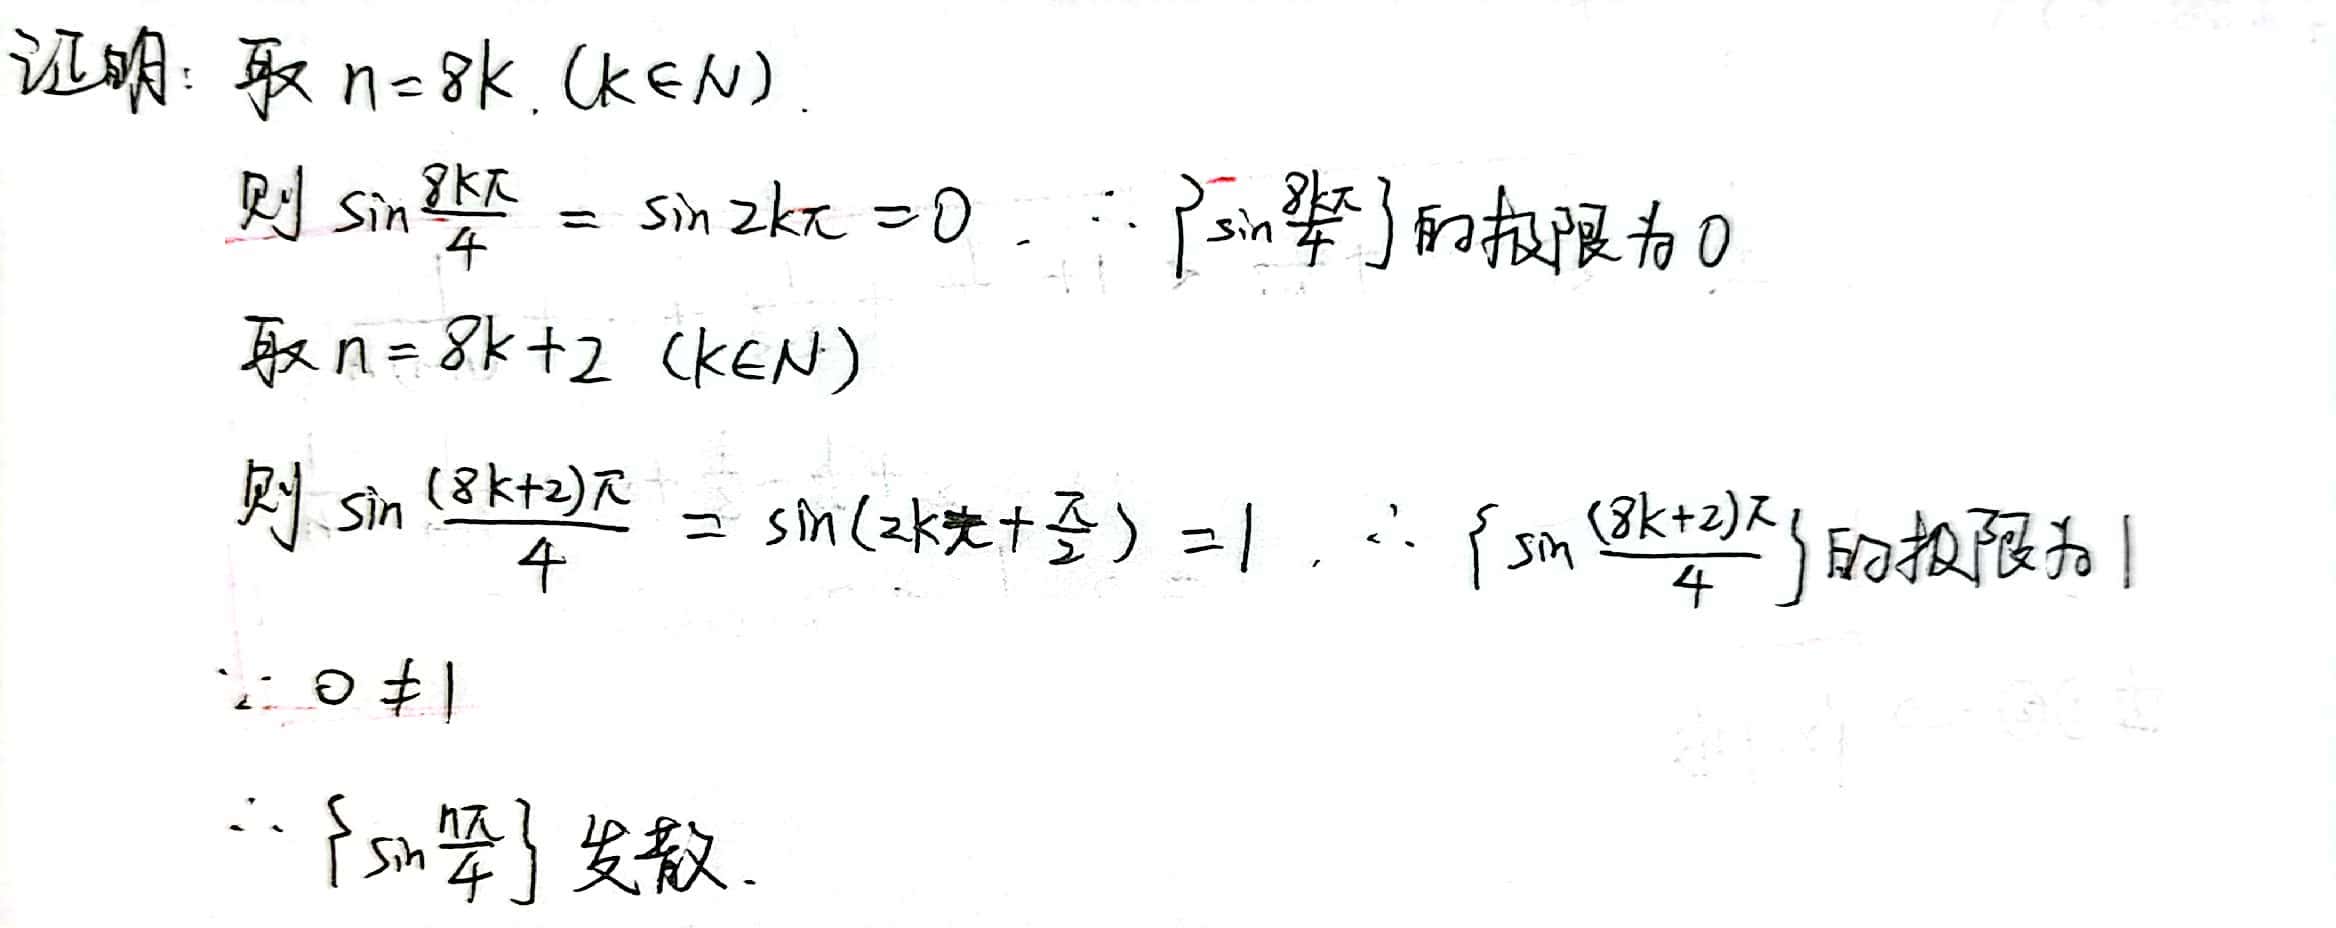 证明: 取 n=8k. (k∈N).
则 sin 8kπ/4 = sin 2kπ = 0. ∴ {sin 8kπ/4} 的极限为 0
取 n = 8k+2 (k∈N)
则 sin (8k+2)π/4 = sin(2kπ+π/2) = 1. ∴ {sin (8k+2)π/4} 的极限为 1
∵ 0≠1
∴ {sin nπ/4} 发散.